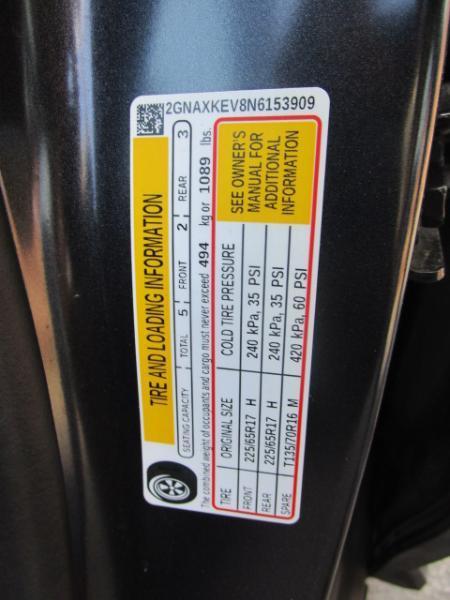 2GNAXKEV8N6153909
TIRE AND LOADING INFORMATION
SEATING CAPACITY TOTAL 5 FRONT 2 REAR 3
The combined weight of occupants and cargo must never exceed 494 kg or 1089 lbs.
TIRE ORIGINAL SIZE COLD TIRE PRESSURE SEE OWNER'S
FRONT 225/65R17 H 240 kPa, 35 PSI MANUAL FOR
REAR 225/65R17 H 240 kPa, 35 PSI ADDITIONAL
SPARE T135/70R16 M 420 kPa, 60 PSI INFORMATION